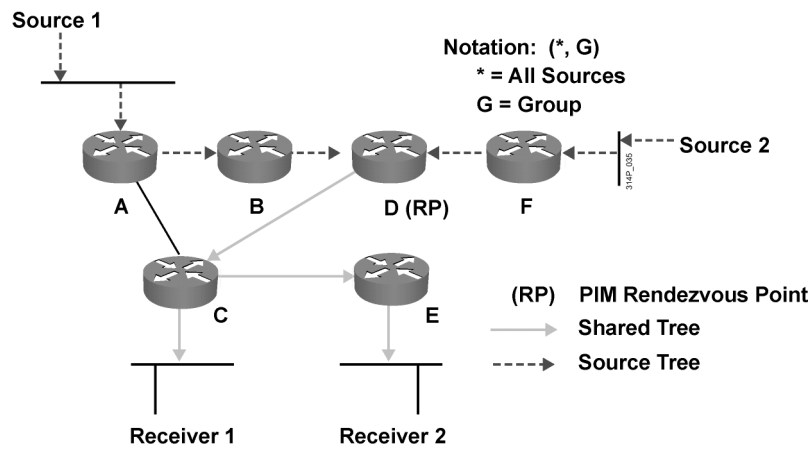 Source 1
Notation: (*, G)
* = All Sources
G = Group
Source 2
314P_035
A
B
D (RP)
F
C
E
(RP) PIM Rendezvous Point
Shared Tree
Source Tree
Receiver 1
Receiver 2